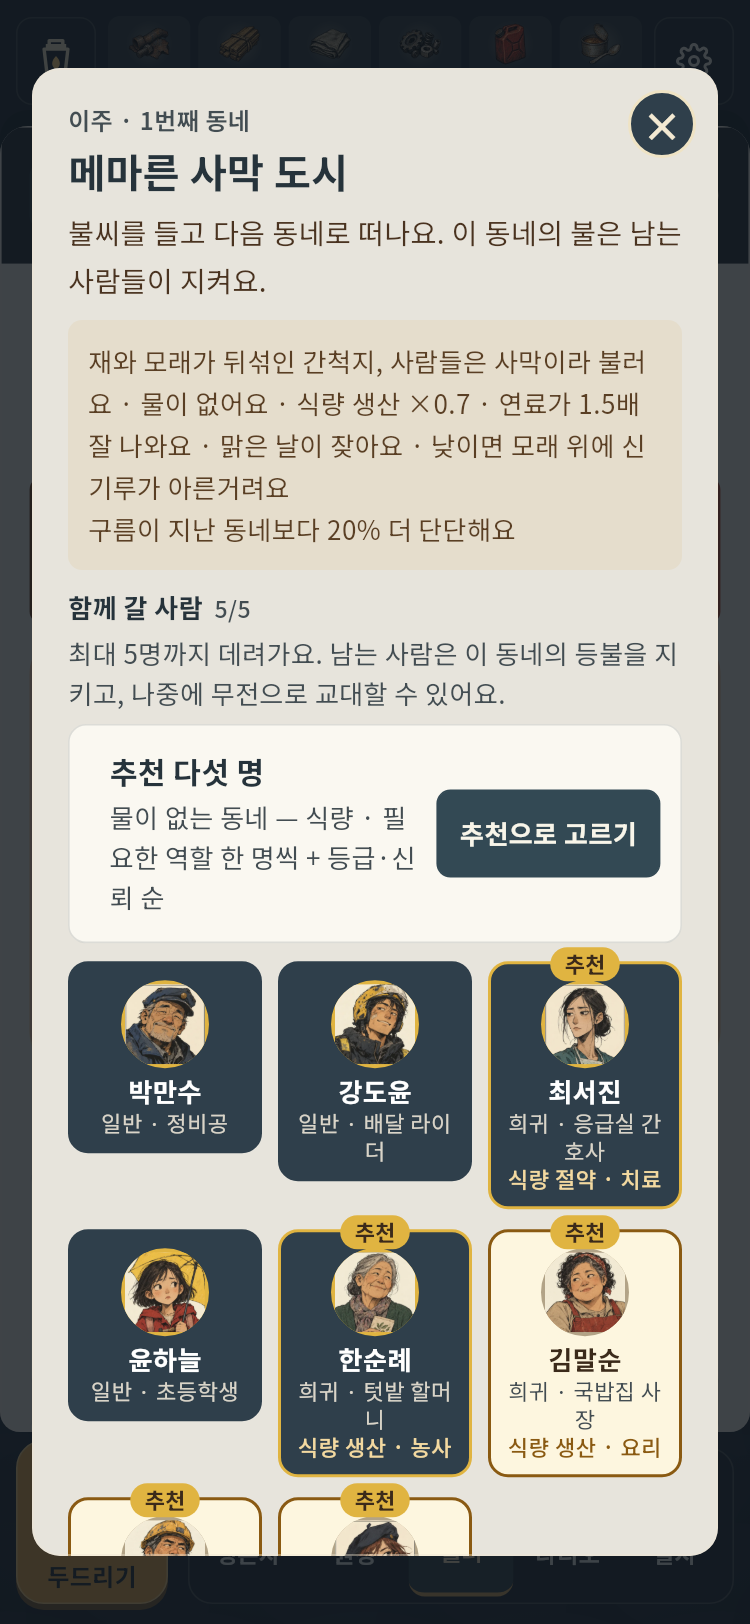 이주 · 1번째 동네
메마른 사막 도시
불씨를 들고 다음 동네로 떠나요. 이 동네의 불은 남는
사람들이 지켜요.
재와 모래가 뒤섞인 간척지, 사람들은 사막이라 불러
요 · 물이 없어요 · 식량 생산 ×0.7 · 연료가 1.5배
잘 나와요 · 맑은 날이 잦아요 · 낮이면 모래 위에 신
기루가 아른거려요
구름이 지난 동네보다 20% 더 단단해요
함께 갈 사람 5/5
최대 5명까지 데려가요. 남는 사람은 이 동네의 등불을 지
키고, 나중에 무전으로 교대할 수 있어요.
추천 다섯 명
물이 없는 동네 — 식량 · 필
요한 역할 한 명씩 + 등급·신
뢰 순
추천으로 고르기
박만수
일반 · 정비공
강도윤
일반 · 배달 라이
더
추천
최서진
희귀 · 응급실 간
호사
식량 절약 · 치료
윤하늘
일반 · 초등학생
추천
한순례
희귀 · 텃밭 할머
니
식량 생산 · 농사
추천
김말순
희귀 · 국밥집 사
장
식량 생산 · 요리
추천
추천
두드리기